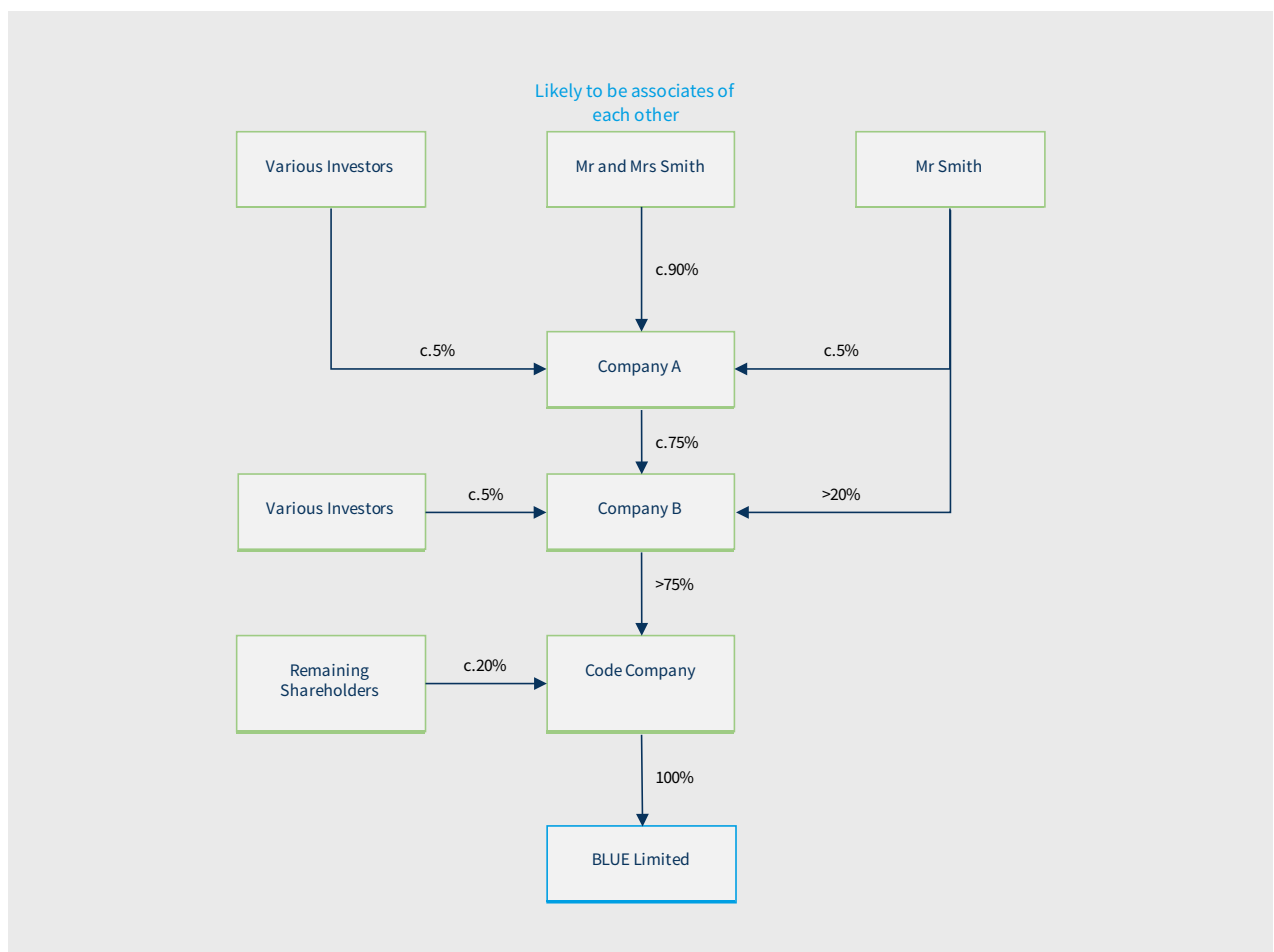 Likely to be associates of
each other
Various Investors
Mr and Mrs Smith
Mr Smith
c.90%
c.5%
c.5%
Company A
c.75%
Various Investors
c.5%
Company B
>20%
>75%
Remaining
Shareholders
c.20%
Code Company
100%
BLUE Limited